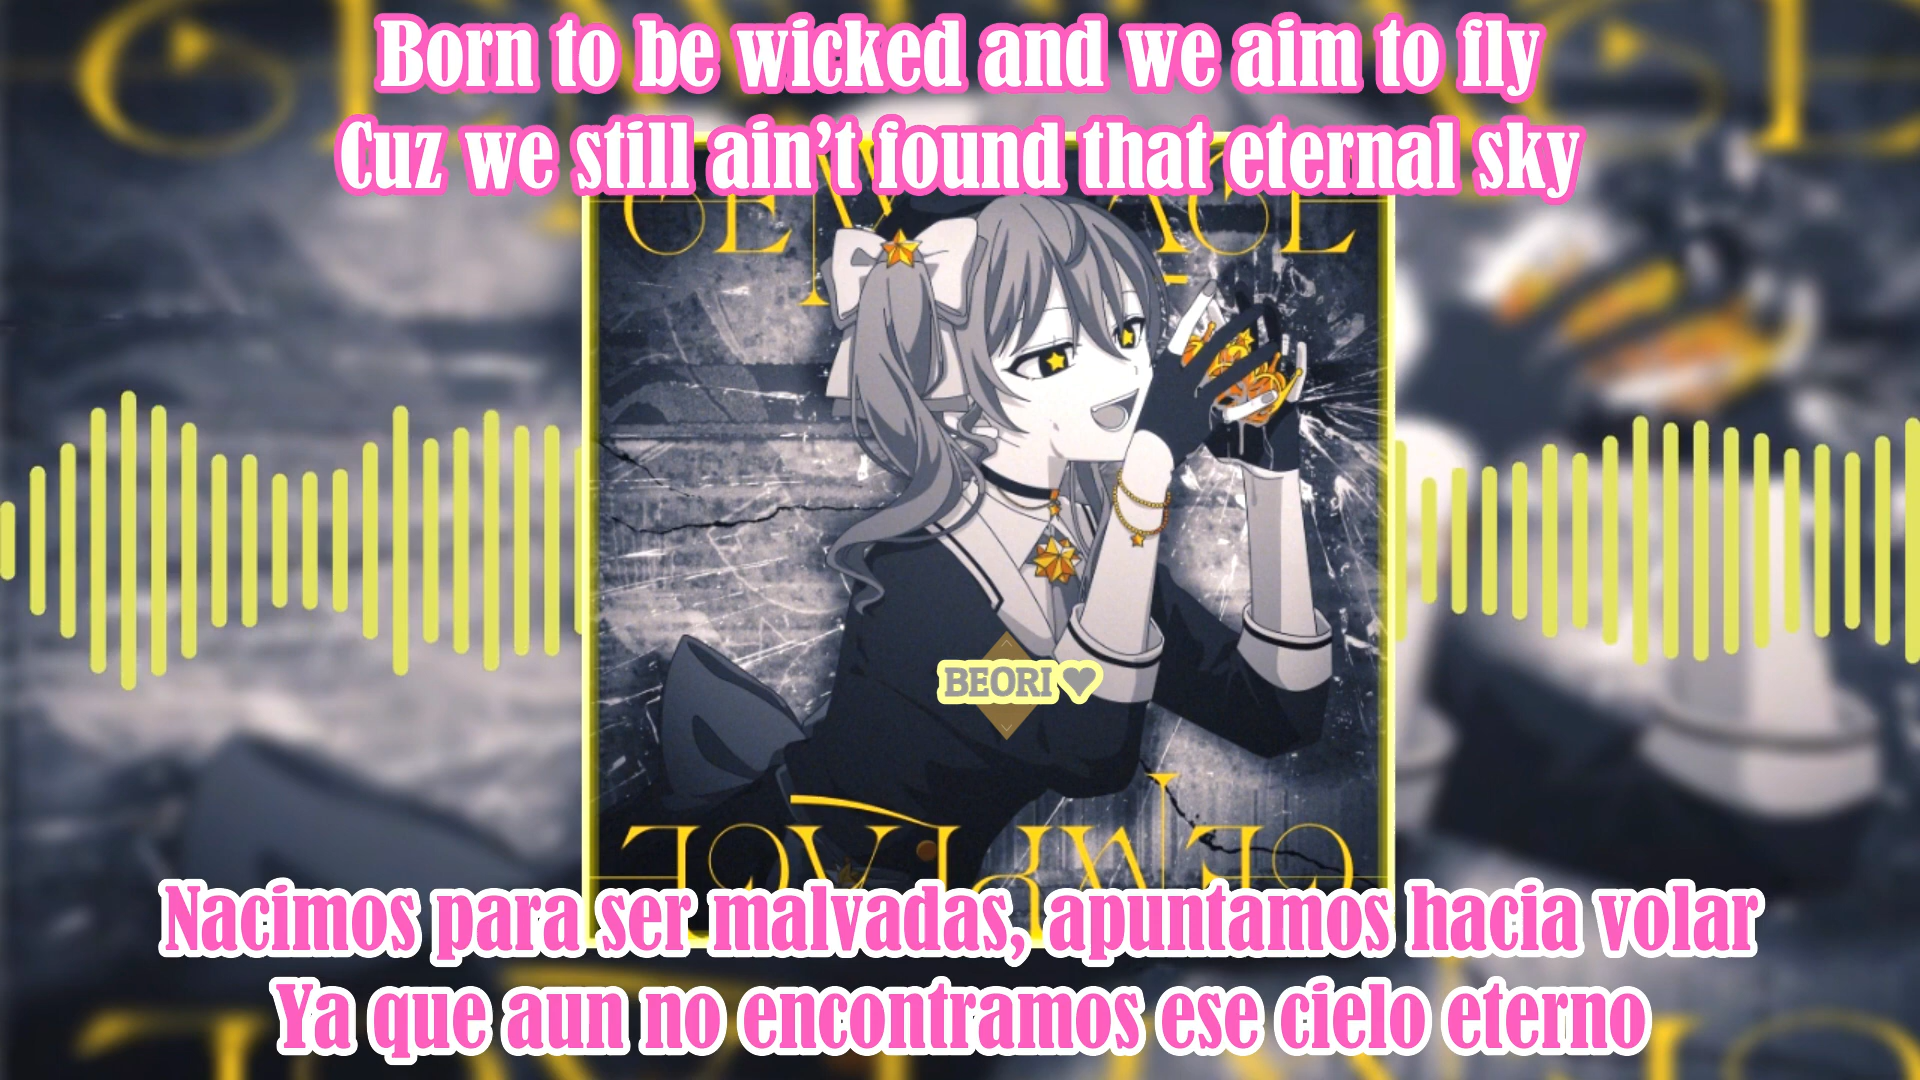 Born to be wicked and we aim to fly
Cuz we still ain't found that eternal sky
BEORI ♥
Nacimos para ser malvadas, apuntamos hacia volar
Ya que aun no encontramos ese cielo eterno